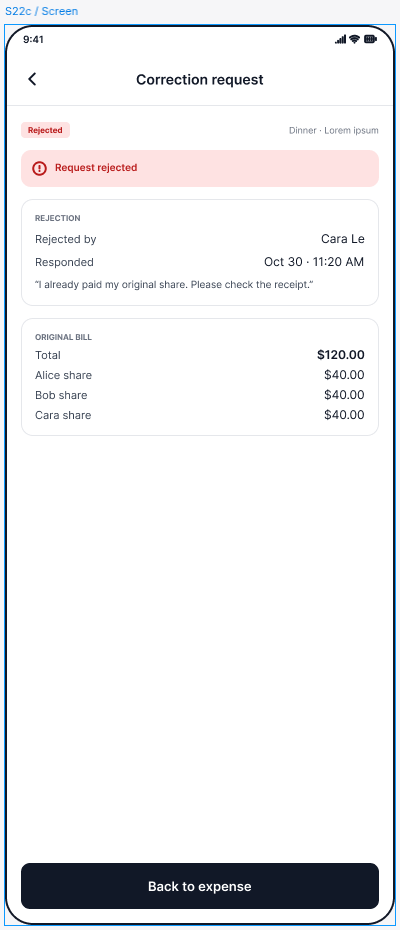 S22c / Screen
9:41
Correction request
Rejected
Dinner · Lorem ipsum
Request rejected
REJECTION
Rejected by Cara Le
Responded Oct 30 · 11:20 AM
“I already paid my original share. Please check the receipt.”
ORIGINAL BILL
Total $120.00
Alice share $40.00
Bob share $40.00
Cara share $40.00
Back to expense